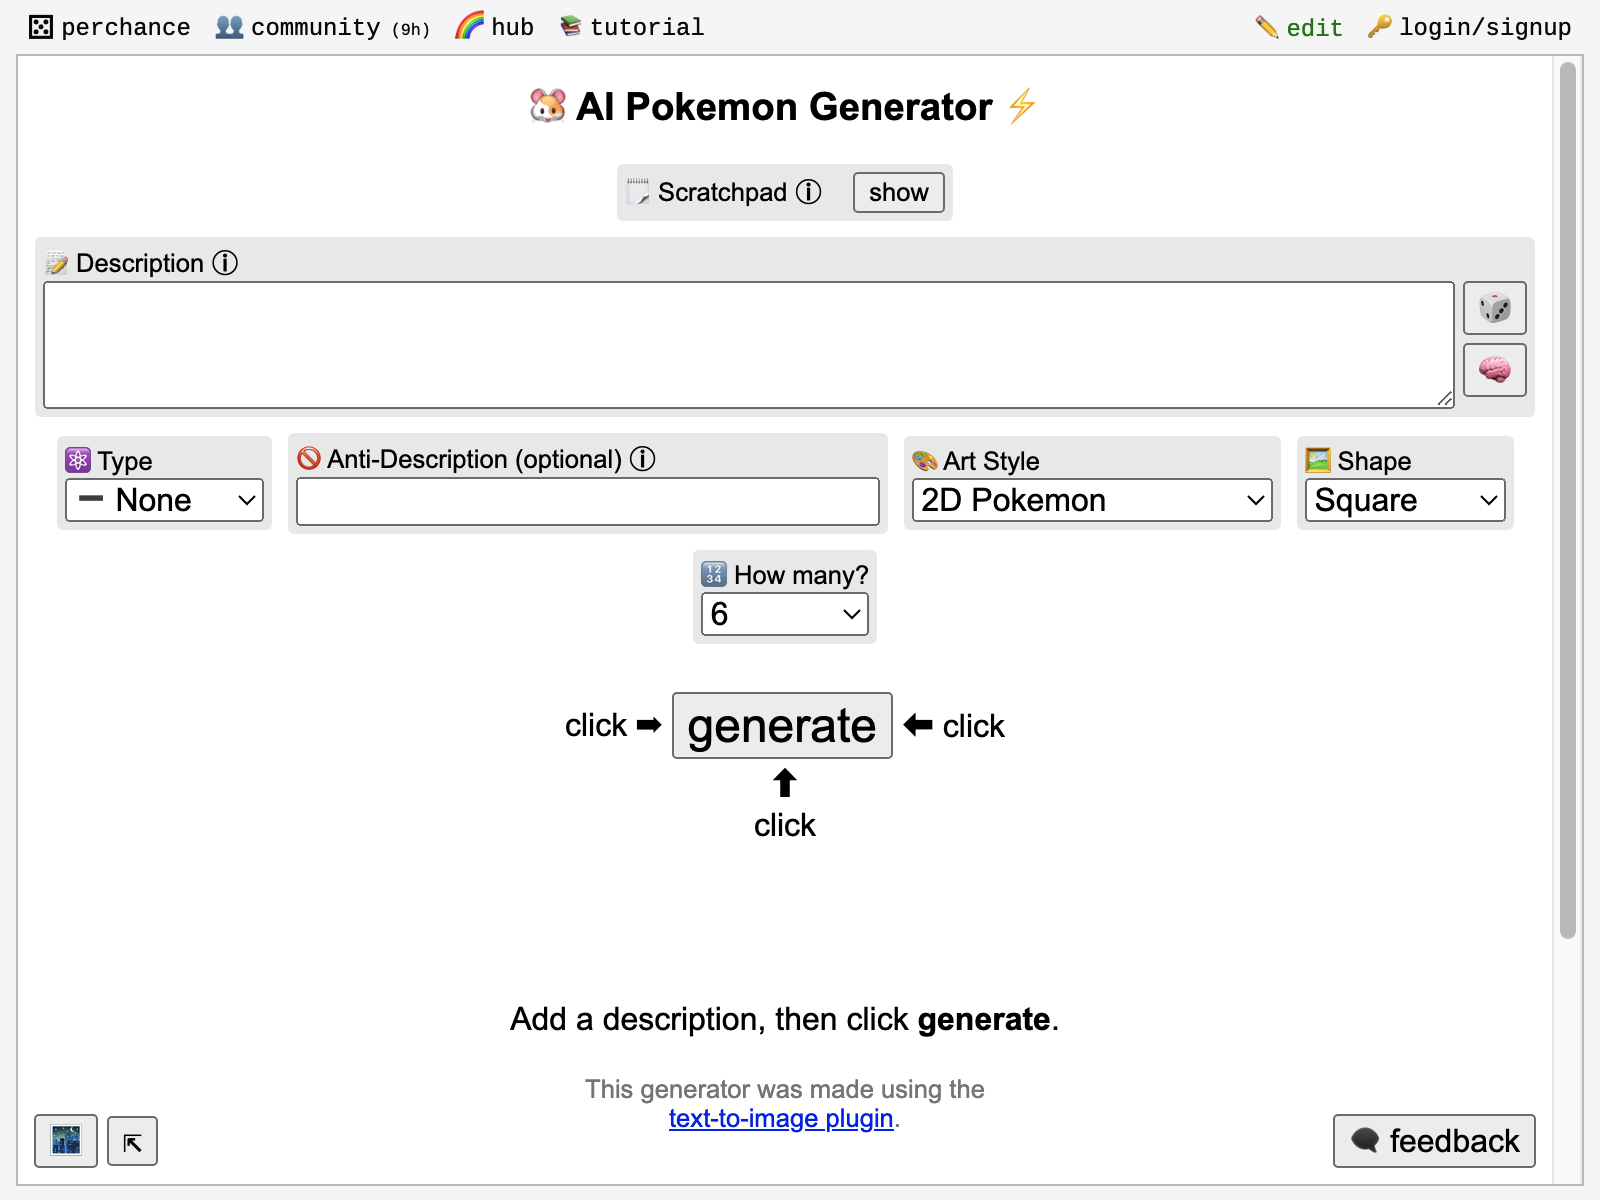 perchance community (9h) hub tutorial edit login/signup
AI Pokemon Generator
Scratchpad show
Description
Type Anti-Description (optional) Art Style Shape
None 2D Pokemon Square
How many?
6
click generate click
click
Add a description, then click generate.
This generator was made using the
text-to-image plugin.
feedback